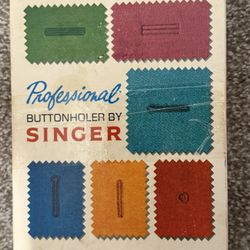 Professional
BUTTONHOLER BY
SINGER